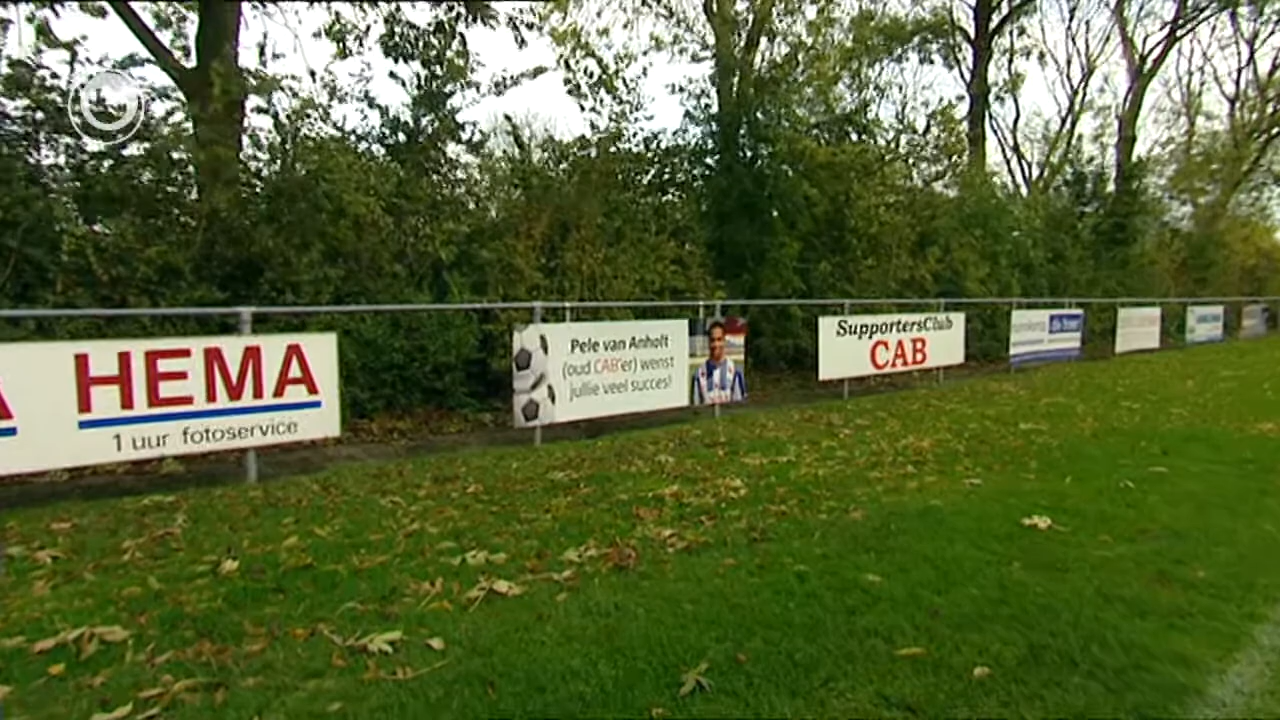 HEMA
1 uur fotoservice
Pele van Anholt
(oud CAB'er) wenst
jullie veel succes!
SupportersClub
CAB